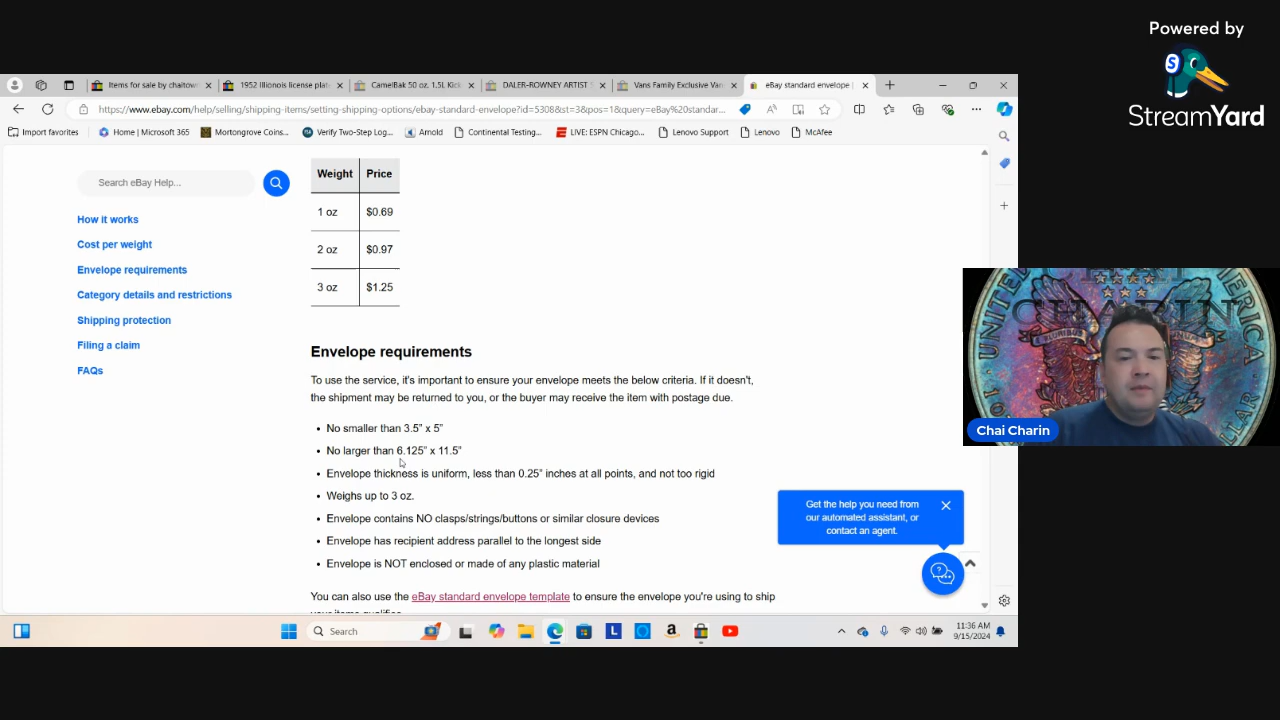 Powered by
StreamYard
Items for sale by chaitown
1952 Illinois license plat
CamelBak 50 oz. 1.5L Kick
DALER-ROWNEY ARTIST S
Vans Family Exclusive Van
eBay standard envelope |
https://www.ebay.com/help/selling/shipping-items/setting-shipping-options/ebay-standard-envelope?id=5308&st=3&pos=1&query=eBay%20standar...
Import favorites
Home | Microsoft 365
Mortongrove Coins...
Verify Two-Step Log...
Arnold
Continental Testing...
LIVE: ESPN Chicago...
Lenovo Support
Lenovo
McAfee
Search eBay Help...
How it works
Cost per weight
Envelope requirements
Category details and restrictions
Shipping protection
Filing a claim
FAQs
Weight Price
1 oz $0.69
2 oz $0.97
3 oz $1.25
Envelope requirements
To use the service, it's important to ensure your envelope meets the below criteria. If it doesn't,
the shipment may be returned to you, or the buyer may receive the item with postage due.
• No smaller than 3.5" x 5"
• No larger than 6.125" x 11.5"
• Envelope thickness is uniform, less than 0.25" inches at all points, and not too rigid
• Weighs up to 3 oz.
• Envelope contains NO clasps/strings/buttons or similar closure devices
• Envelope has recipient address parallel to the longest side
• Envelope is NOT enclosed or made of any plastic material
You can also use the eBay standard envelope template to ensure the envelope you're using to ship
Get the help you need from
our automated assistant, or
contact an agent.
CHARIN
UNITED
Chai Charin
Search
11:36 AM
9/15/2024